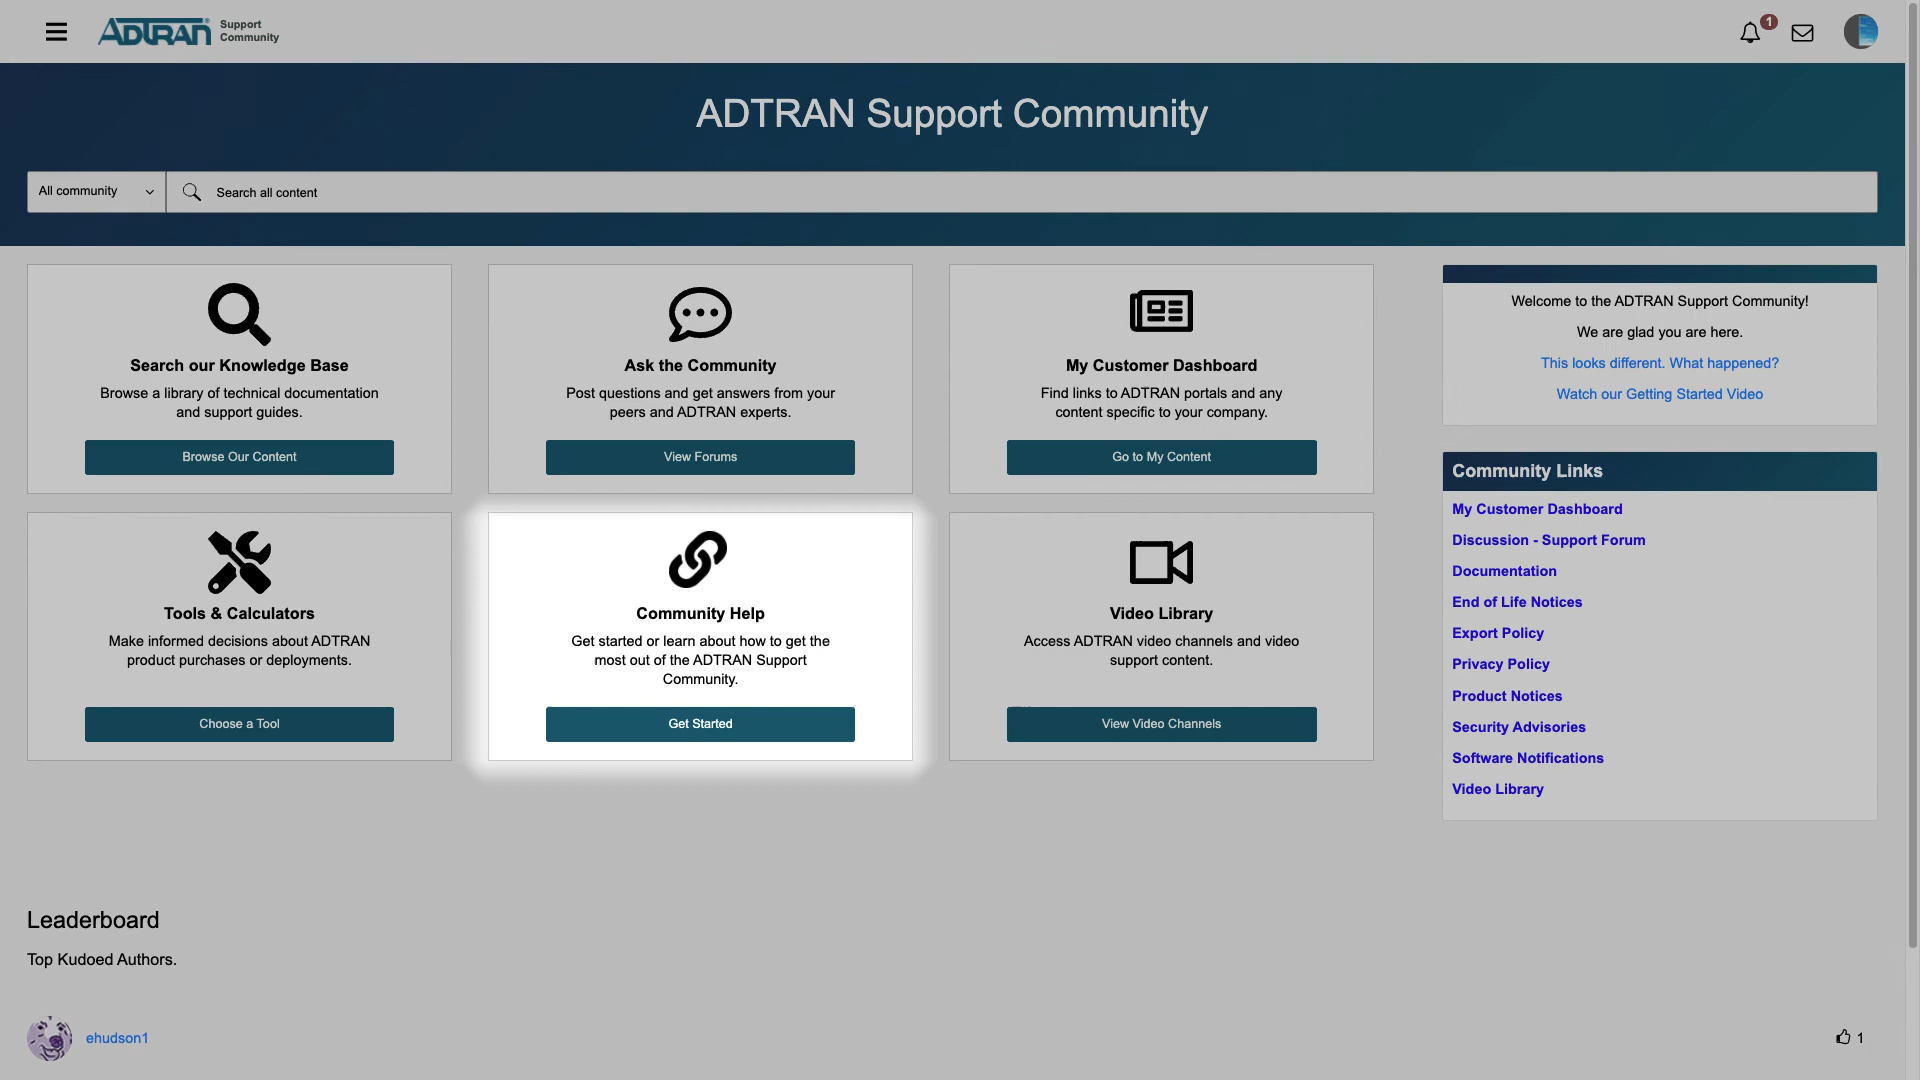 ADTRAN
Support
Community
1
ADTRAN Support Community
All community
Search all content
Search our Knowledge Base
Browse a library of technical documentation
and support guides.
Browse Our Content
Ask the Community
Post questions and get answers from your
peers and ADTRAN experts.
View Forums
My Customer Dashboard
Find links to ADTRAN portals and any
content specific to your company.
Go to My Content
Tools & Calculators
Make informed decisions about ADTRAN
product purchases or deployments.
Choose a Tool
Community Help
Get started or learn about how to get the
most out of the ADTRAN Support
Community.
Get Started
Video Library
Access ADTRAN video channels and video
support content.
View Video Channels
Welcome to the ADTRAN Support Community!
We are glad you are here.
This looks different. What happened?
Watch our Getting Started Video
Community Links
My Customer Dashboard
Discussion - Support Forum
Documentation
End of Life Notices
Export Policy
Privacy Policy
Product Notices
Security Advisories
Software Notifications
Video Library
Leaderboard
Top Kudoed Authors.
ehudson1
1